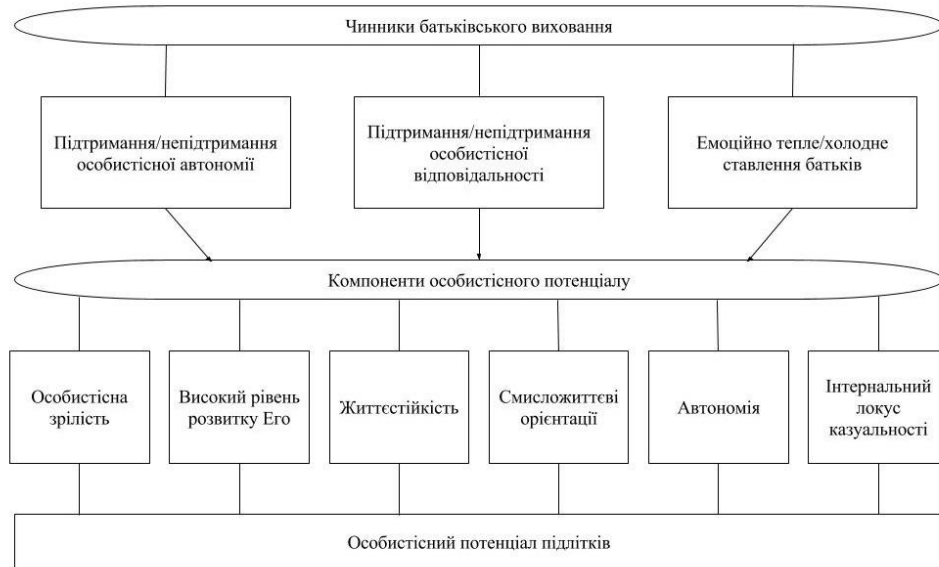 Чинники батьківського виховання
Підтримання/непідтримання
особистісної автономії
Підтримання/непідтримання
особистісної
відповідальності
Емоційно тепле/холодне
ставлення батьків
Компоненти особистісного потенціалу
Особистісна
зрілість
Високий рівень
розвитку Его
Життєстійкість
Смисложиттєві
орієнтації
Автономія
Інтернальний
локус
казуальності
Особистісний потенціал підлітків